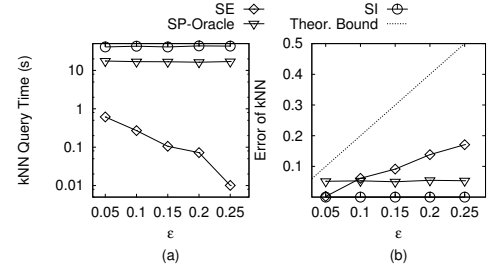 SE SI
SP-Oracle Theor. Bound
kNN Query Time (s)
10
1
0.1
0.01
0.05 0.1 0.15 0.2 0.25
ε
(a)
Error of kNN
0.5
0.4
0.3
0.2
0.1
0.05 0.1 0.15 0.2 0.25
ε
(b)